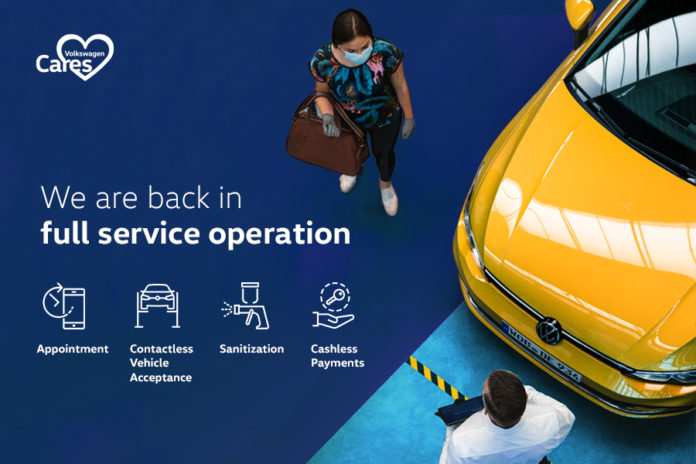 Volkswagen
Cares
We are back in
full service operation
Appointment
Contactless
Vehicle
Acceptance
Sanitization
Cashless
Payments